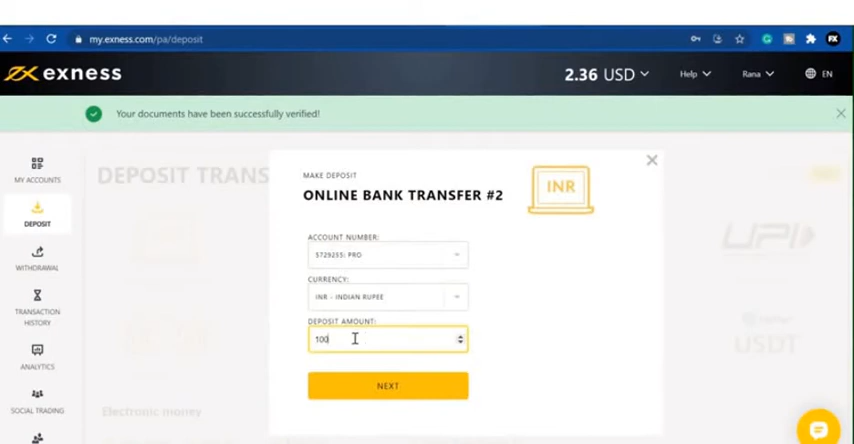 my.exness.com/pa/deposit
FX
exness
2.36 USD
Help
Rana
EN
Your documents have been successfully verified!
MY ACCOUNTS
DEPOSIT
WITHDRAWAL
TRANSACTION
HISTORY
ANALYTICS
SOCIAL TRADING
DEPOSIT TRANS
MAKE DEPOSIT
ONLINE BANK TRANSFER #2
INR
ACCOUNT NUMBER:
5729255: PRO
CURRENCY:
INR - INDIAN RUPEE
DEPOSIT AMOUNT:
100
NEXT
UPI
USDT
Electronic money